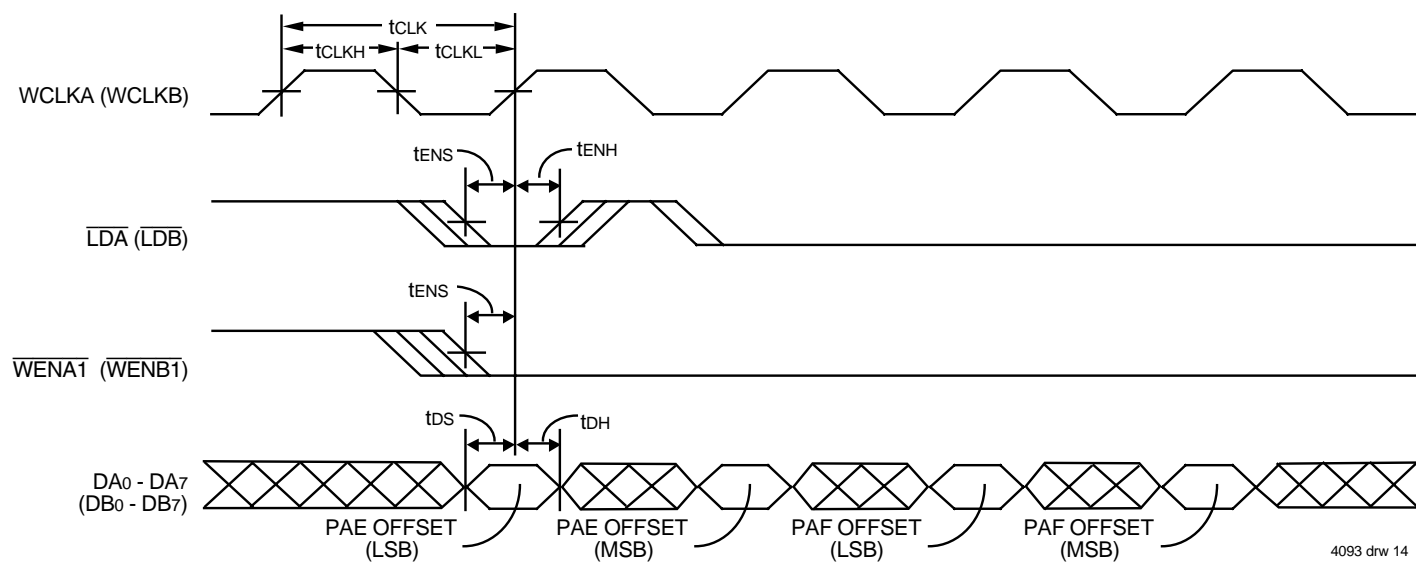 tCLK
tCLKH
tCLKL
WCLKA (WCLKB)
tENS
tENH
LDA (LDB)
tENS
WENA1 (WENB1)
tDS
tDH
DA0 - DA7
(DB0 - DB7)
PAE OFFSET
(LSB)
PAE OFFSET
(MSB)
PAF OFFSET
(LSB)
PAF OFFSET
(MSB)
4093 drw 14